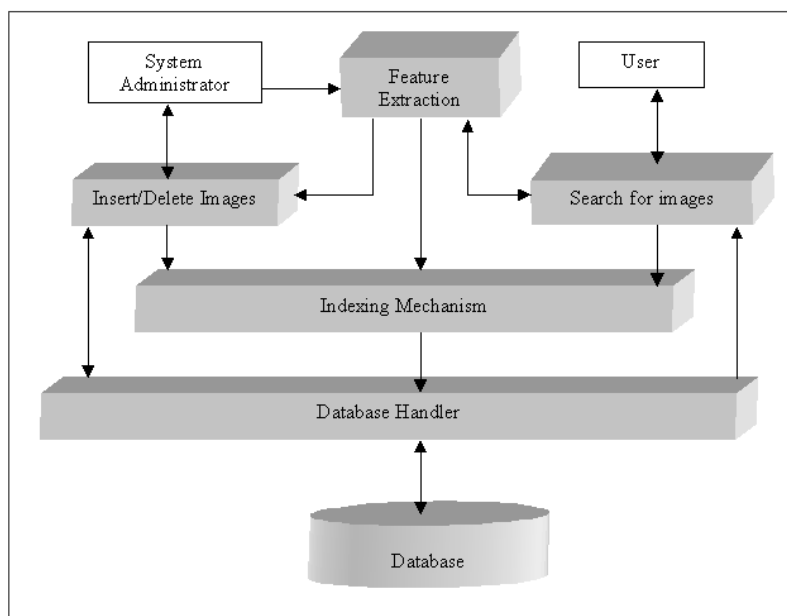 System
Administrator
Feature
Extraction
User
Insert/Delete Images
Search for images
Indexing Mechanism
Database Handler
Database